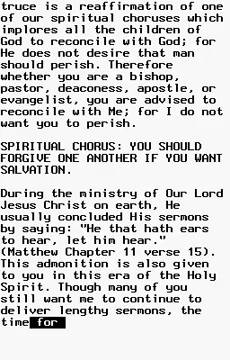 truce is a reaffirmation of one
of our spiritual choruses which
implores all the children of
God to reconcile with God; for
He does not desire that man
should perish. Therefore
whether you are a bishop,
pastor, deaconess, apostle, or
evangelist, you are advised to
reconcile with Me; for I do not
want you to perish.
SPIRITUAL CHORUS: YOU SHOULD
FORGIVE ONE ANOTHER IF YOU WANT
SALVATION.
During the ministry of Our Lord
Jesus Christ on earth, He
usually concluded His sermons
by saying: "He that hath ears
to hear, let him hear."
(Matthew Chapter 11 verse 15).
This admonition is also given
to you in this era of the Holy
Spirit. Though many of you
still want me to continue to
deliver lengthy sermons, the
time for